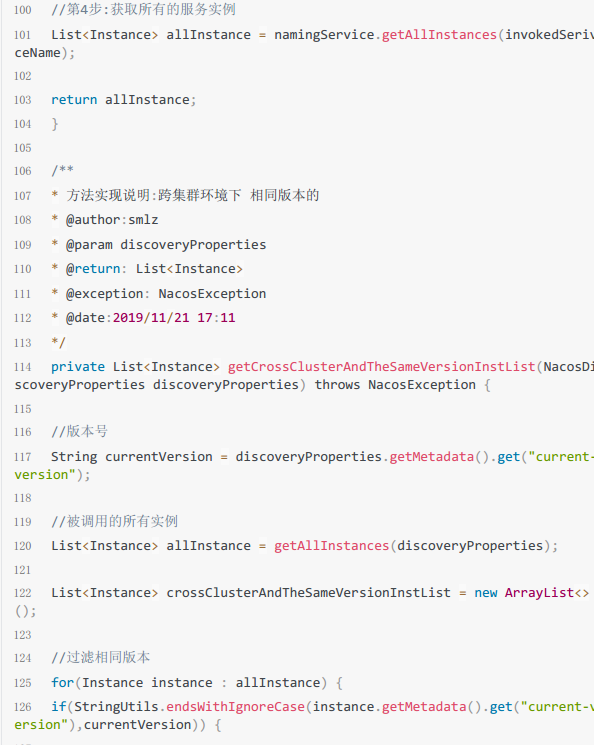 100 //第4步:获取所有的服务实例
101 List<Instance> allInstance = namingService.getAllInstances(invokedSeriv
ceName);
102
103 return allInstance;
104 }
105
106 /**
107 * 方法实现说明:跨集群环境下 相同版本的
108 * @author:smlz
109 * @param discoveryProperties
110 * @return: List<Instance>
111 * @exception: NacosException
112 * @date:2019/11/21 17:11
113 */
114 private List<Instance> getCrossClusterAndTheSameVersionInstList(NacosDi
scoveryProperties discoveryProperties) throws NacosException {
115
116 //版本号
117 String currentVersion = discoveryProperties.getMetadata().get("current-
version");
118
119 //被调用的所有实例
120 List<Instance> allInstance = getAllInstances(discoveryProperties);
121
122 List<Instance> crossClusterAndTheSameVersionInstList = new ArrayList<>
();
123
124 //过滤相同版本
125 for(Instance instance : allInstance) {
126 if(StringUtils.endsWithIgnoreCase(instance.getMetadata().get("current-v
ersion"),currentVersion)) {